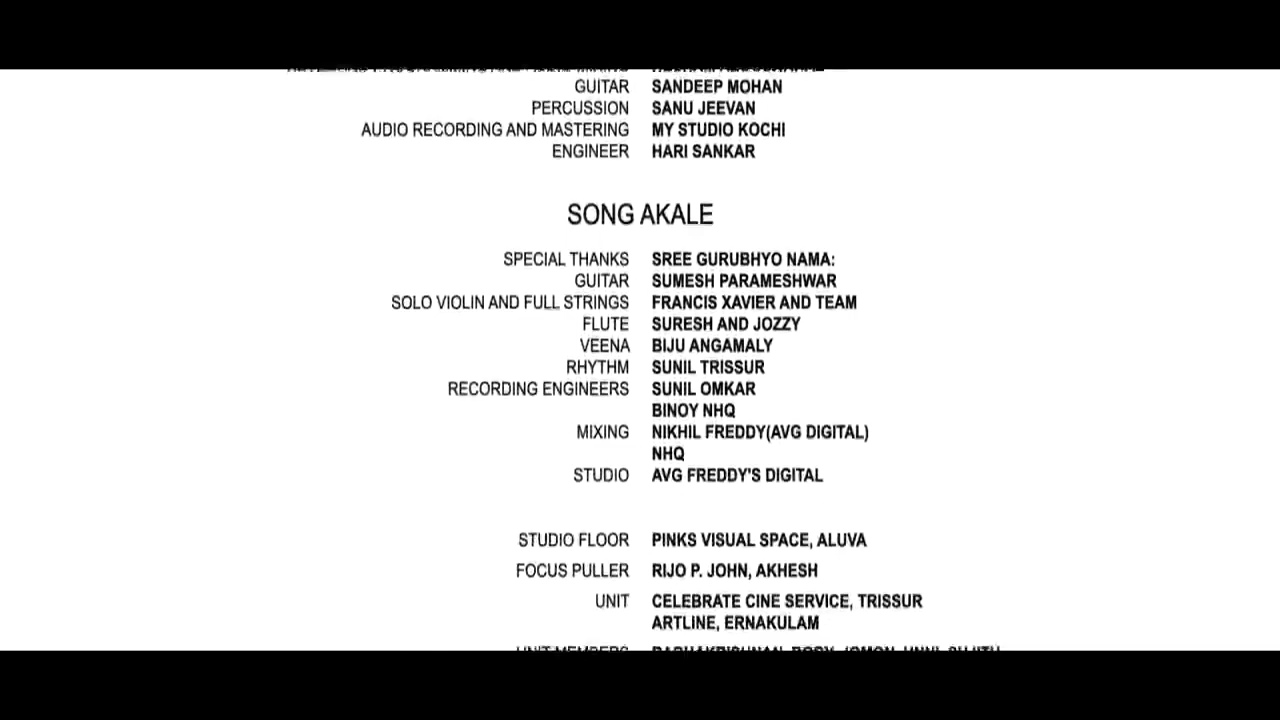 GUITAR SANDEEP MOHAN
PERCUSSION SANU JEEVAN
AUDIO RECORDING AND MASTERING MY STUDIO KOCHI
ENGINEER HARI SANKAR
SONG AKALE
SPECIAL THANKS SREE GURUBHYO NAMA:
GUITAR SUMESH PARAMESHWAR
SOLO VIOLIN AND FULL STRINGS FRANCIS XAVIER AND TEAM
FLUTE SURESH AND JOZZY
VEENA BIJU ANGAMALY
RHYTHM SUNIL TRISSUR
RECORDING ENGINEERS SUNIL OMKAR
BINOY NHQ
MIXING NIKHIL FREDDY(AVG DIGITAL)
NHQ
STUDIO AVG FREDDY'S DIGITAL
STUDIO FLOOR PINKS VISUAL SPACE, ALUVA
FOCUS PULLER RIJO P. JOHN, AKHESH
UNIT CELEBRATE CINE SERVICE, TRISSUR
ARTLINE, ERNAKULAM
UNIT MEMBERS